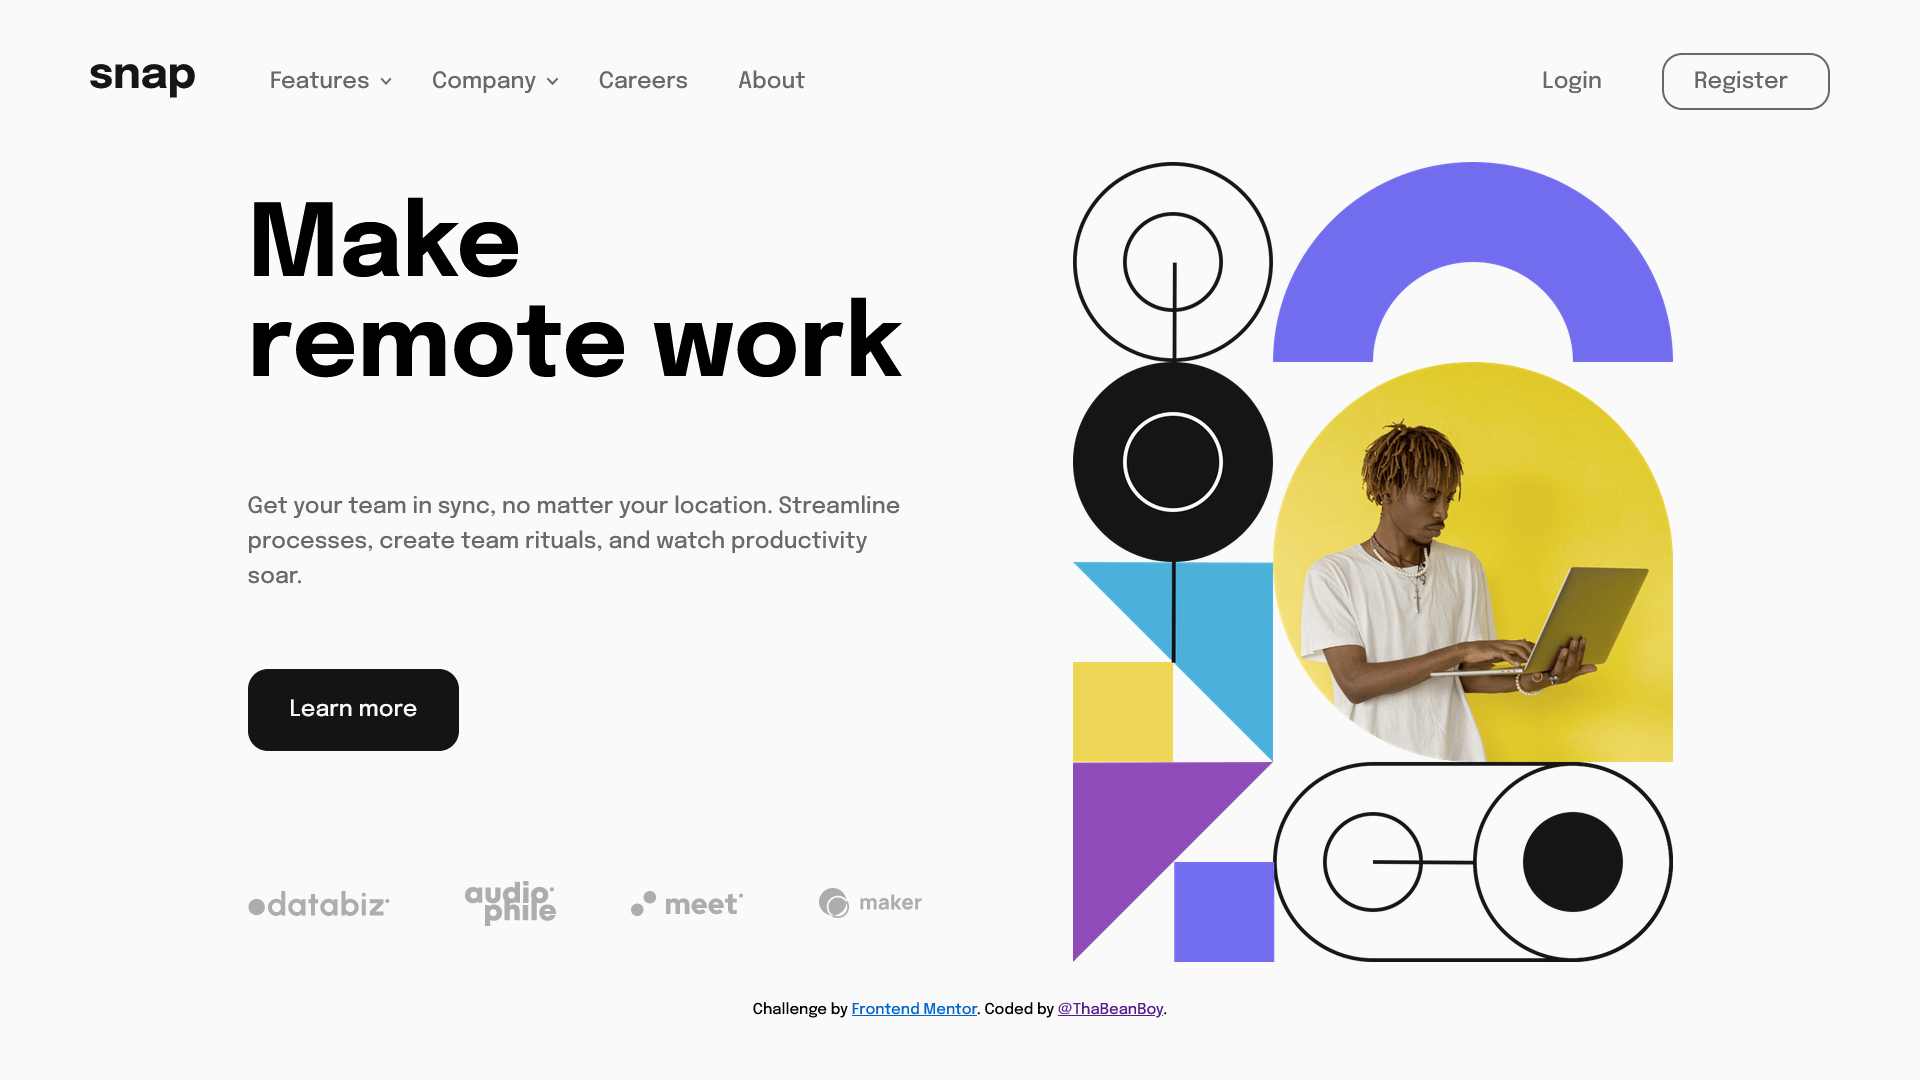 snap
Features
Company
Careers
About
Login
Register
Make
remote work
Get your team in sync, no matter your location. Streamline
processes, create team rituals, and watch productivity
soar.
Learn more
databiz
audio
phile
meet
maker
Challenge by Frontend Mentor. Coded by @ThaBeanBoy.